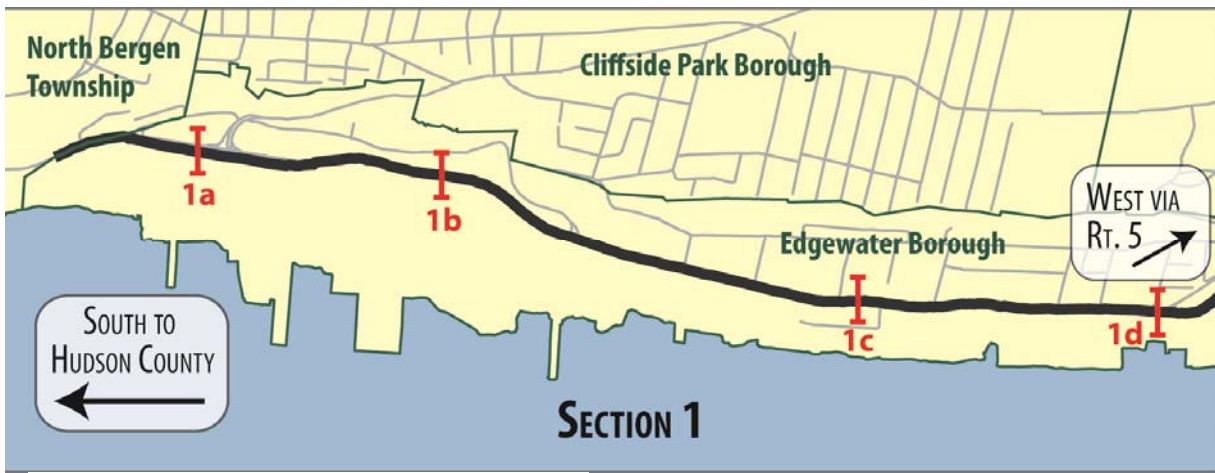 North Bergen
Township
Cliffside Park Borough
1a
1b
West via
Rt. 5
Edgewater Borough
South to
Hudson County
1c
1d
Section 1